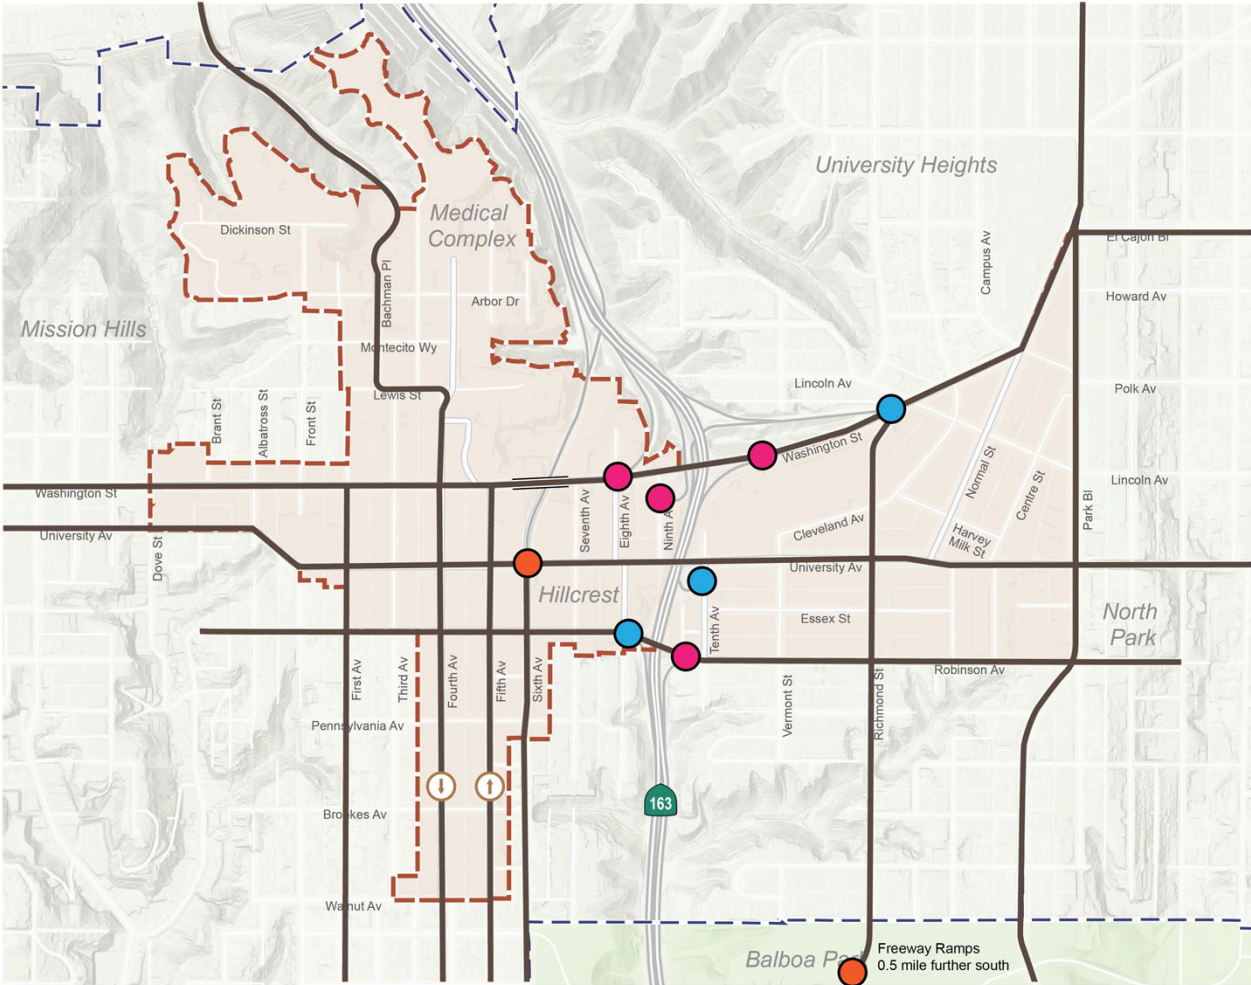 University Heights
Medical
Complex
Dickinson St
El Cajon Bl
Campus Av
Bachman Pl
Arbor Dr
Howard Av
Mission Hills
Montecito Wy
Lincoln Av
Polk Av
Lewis St
Brant St
Albatross St
Front St
Washington St
Normal St
Centre St
Lincoln Av
Washington St
Park Bl
Seventh Av
Eighth Av
Ninth A
Cleveland Av
Harvey
Milk St
University Av
Dove St
University Av
Hillcrest
Essex St
North
Park
Tenth Av
First Av
Third Av
Fourth Av
Fifth Av
Sixth Av
Robinson Av
Vermont St
Richmond St
Pennsylvania Av
163
Brookes Av
Walnut Av
Balboa Par
Freeway Ramps
0.5 mile further south